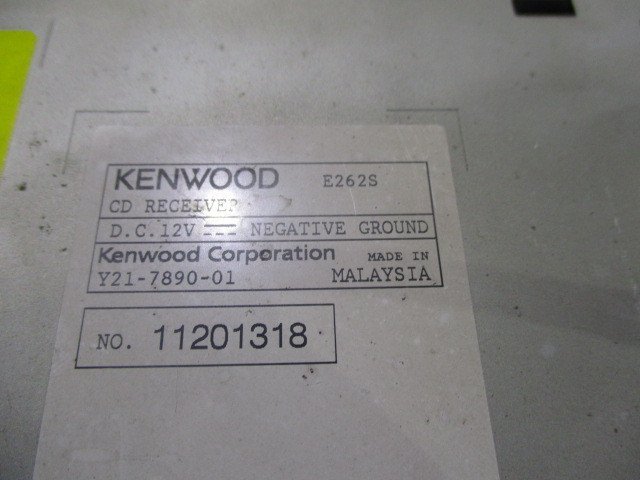 KENWOOD E262S
CD RECEIVER
D.C.12V ⎓ NEGATIVE GROUND
Kenwood Corporation MADE IN
Y21-7890-01 MALAYSIA
NO. 11201318